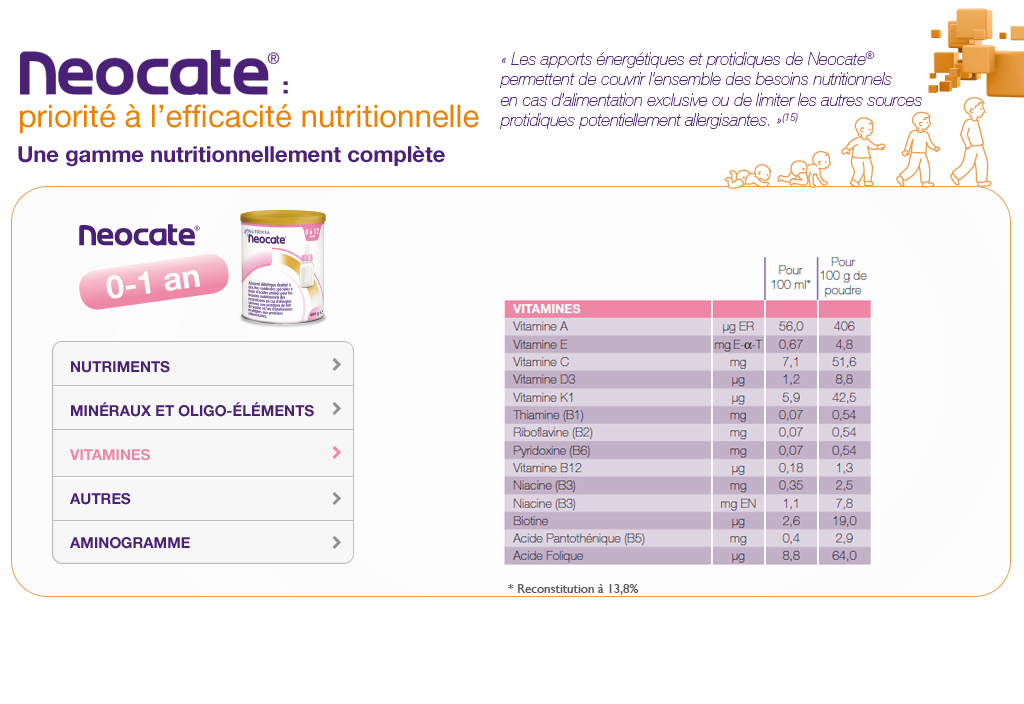 Neocate® :
priorité à l’efficacité nutritionnelle
Une gamme nutritionnellement complète
« Les apports énergétiques et protidiques de Neocate®
permettent de couvrir l’ensemble des besoins nutritionnels
en cas d’alimentation exclusive ou de limiter les autres sources
protidiques potentiellement allergisantes. »(15)
neocate®
0-1 an
NUTRICIA
neocate®
0 à 12
NUTRIMENTS
MINÉRAUX ET OLIGO-ÉLÉMENTS
VITAMINES
AUTRES
AMINOGRAMME
Pour
100 ml*
Pour
100 g de
poudre
VITAMINES
Vitamine A µg ER 56,0 406
Vitamine E mg E-α-T 0,67 4,8
Vitamine C mg 7,1 51,6
Vitamine D3 µg 1,2 8,8
Vitamine K1 µg 5,9 42,5
Thiamine (B1) mg 0,07 0,54
Riboflavine (B2) mg 0,07 0,54
Pyridoxine (B6) mg 0,07 0,54
Vitamine B12 µg 0,18 1,3
Niacine (B3) mg 0,35 2,5
Niacine (B3) mg EN 1,1 7,8
Biotine µg 2,6 19,0
Acide Pantothénique (B5) mg 0,4 2,9
Acide Folique µg 8,8 64,0
* Reconstitution à 13,8%